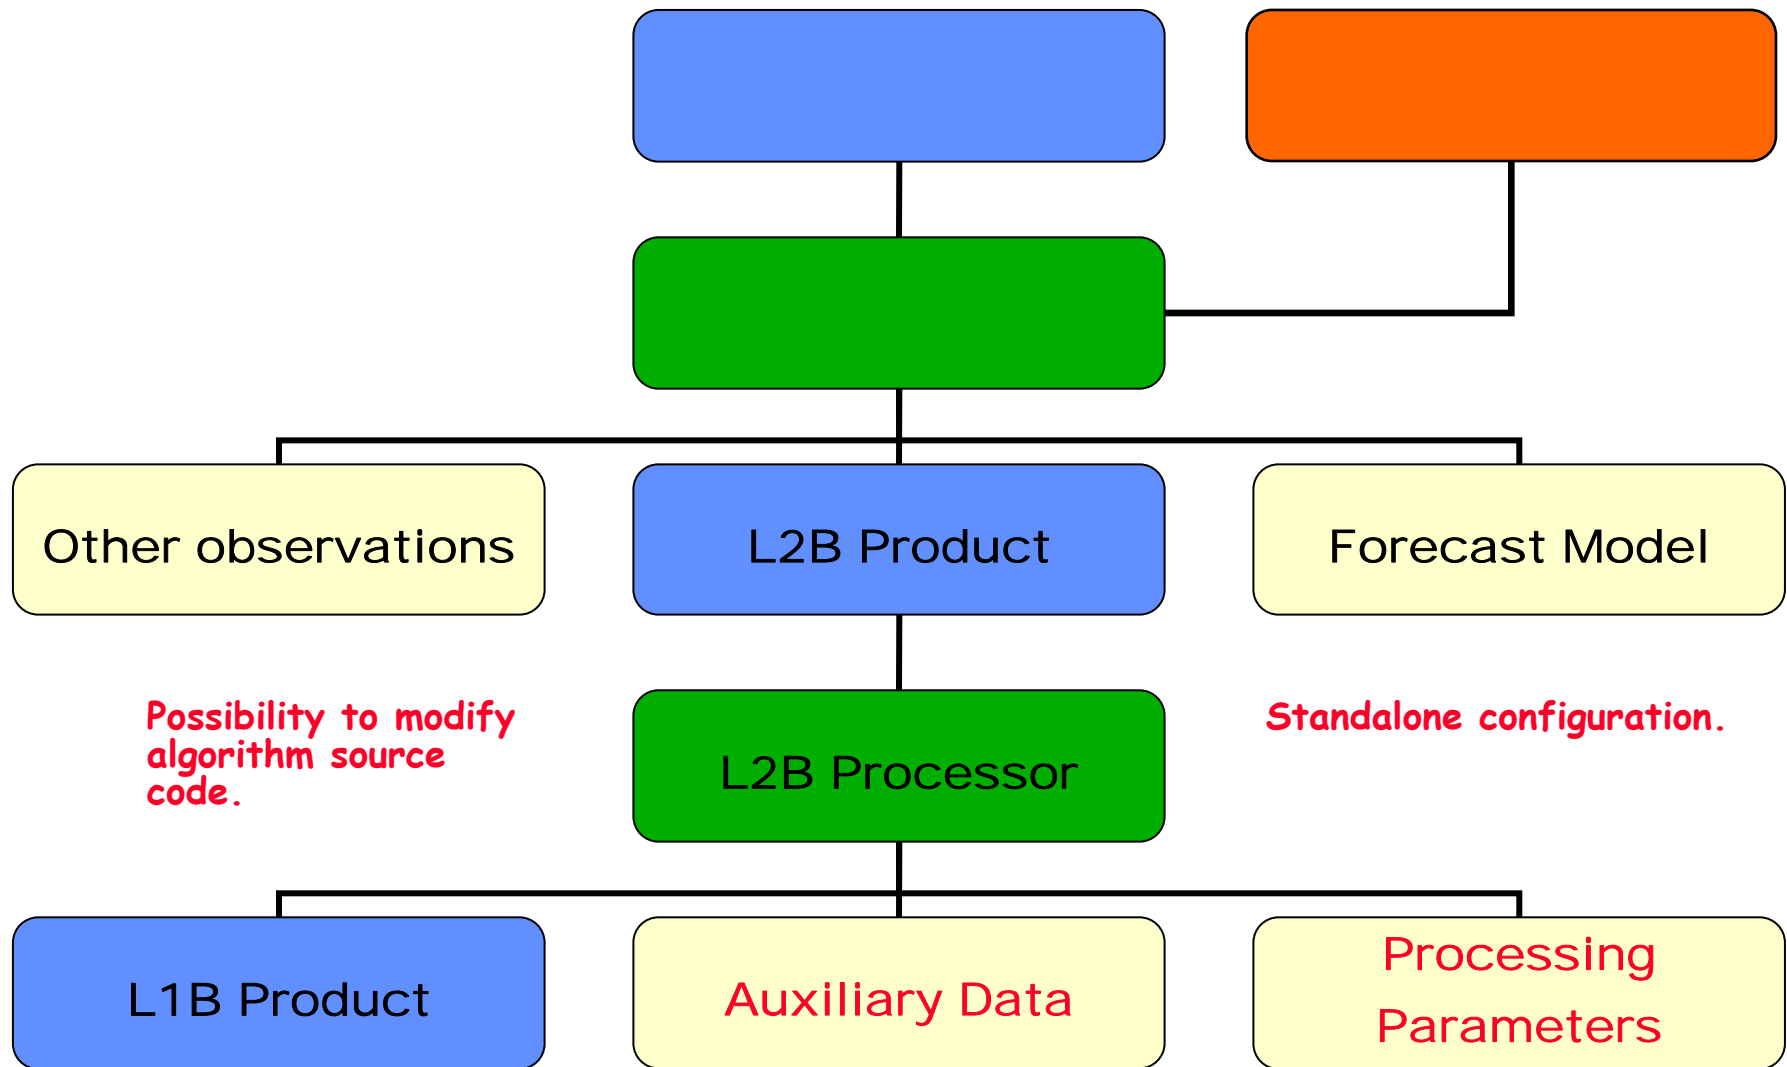 Other observations
L2B Product
Forecast Model
Possibility to modify
algorithm source
code.
L2B Processor
Standalone configuration.
L1B Product
Auxiliary Data
Processing
Parameters